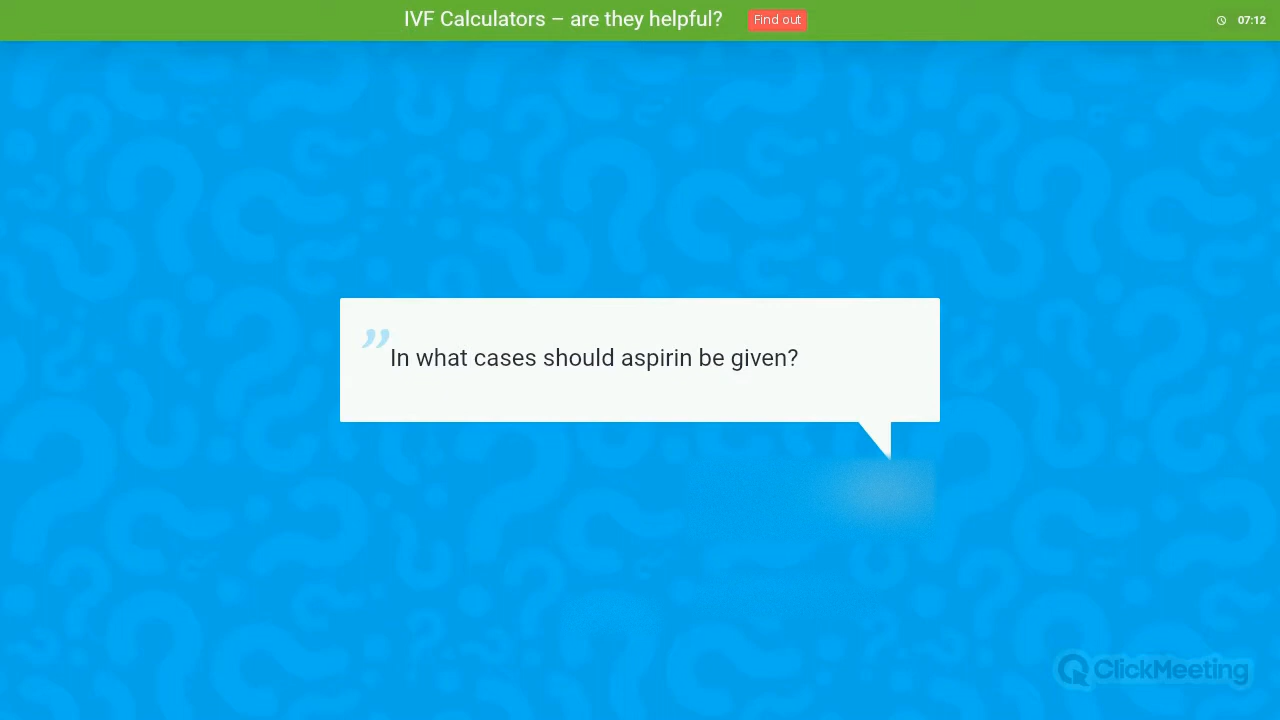 IVF Calculators – are they helpful?
Find out
07:12
” In what cases should aspirin be given?
ClickMeeting